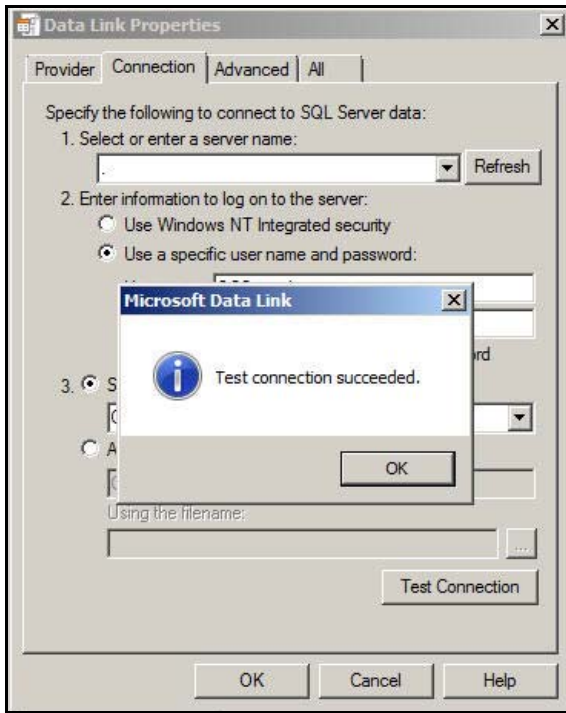 Data Link Properties
Provider Connection Advanced All
Specify the following to connect to SQL Server data:
1. Select or enter a server name:
. Refresh
2. Enter information to log on to the server:
Use Windows NT Integrated security
Use a specific user name and password:
Microsoft Data Link
Test connection succeeded.
3. S
A
OK
Using the filename:
...
Test Connection
OK Cancel Help